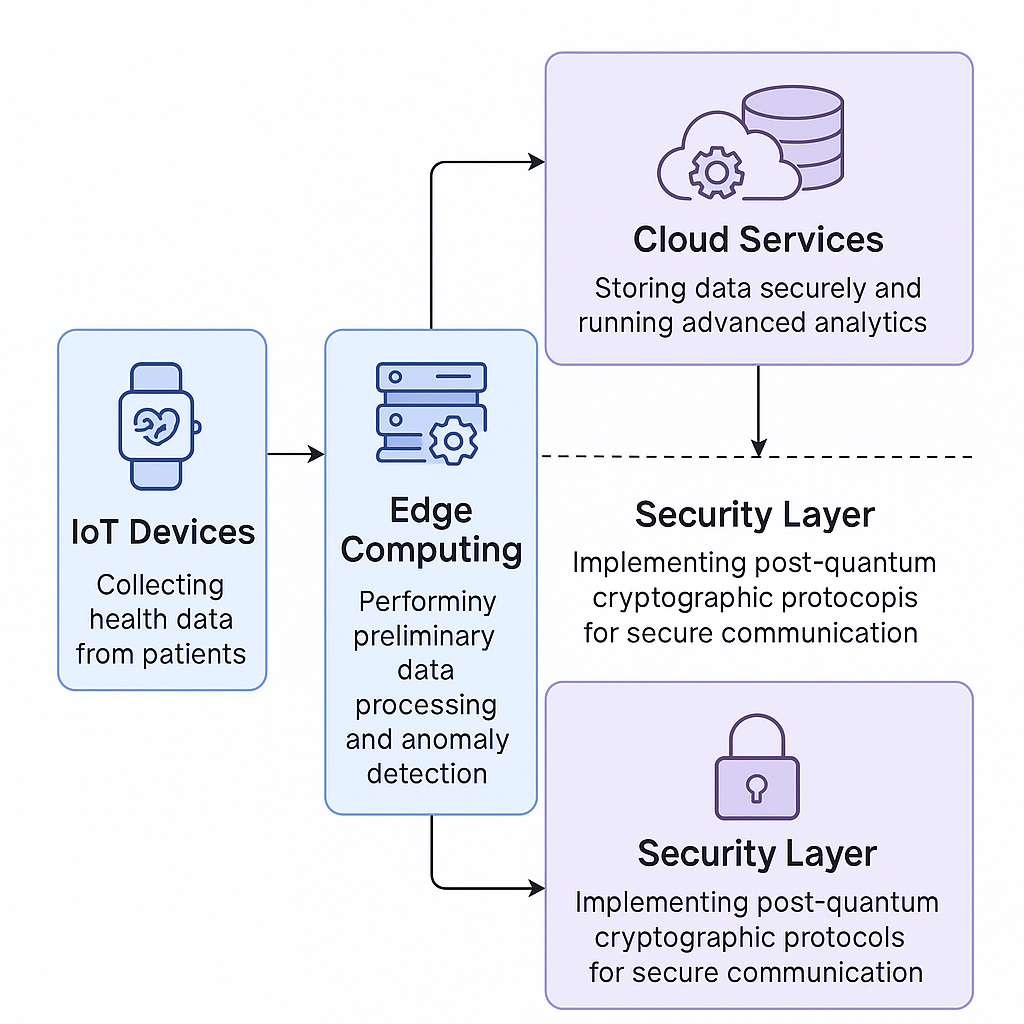 Cloud Services
Storing data securely and
running advanced analytics
IoT Devices
Collecting
health data
from patients
Edge
Computing
Performiny
preliminary
data
processing
and anomaly
detection
Security Layer
Implementing post-quantum
cryptographic protocopis
for secure communication
Security Layer
Implementing post-quantum
cryptographic protocols
for secure communication